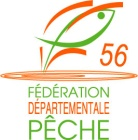 56
FÉDÉRATION
DÉPARTEMENTALE
PÊCHE